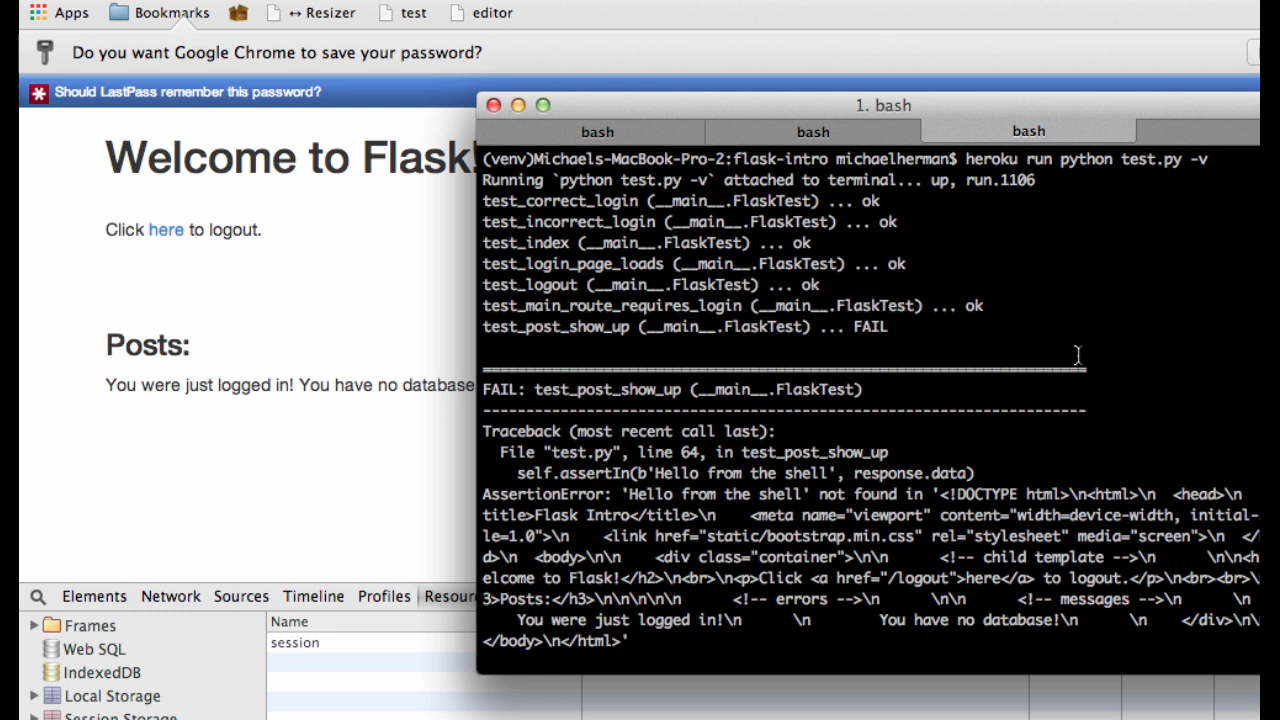 Apps Bookmarks ↔ Resizer test editor
Do you want Google Chrome to save your password?
Should LastPass remember this password?
Welcome to Flask!
Click here to logout.
Posts:
You were just logged in! You have no database
1. bash
bash bash bash
(venv)Michaels-MacBook-Pro-2:flask-intro michaelherman$ heroku run python test.py -v
Running `python test.py -v` attached to terminal... up, run.1106
test_correct_login (__main__.FlaskTest) ... ok
test_incorrect_login (__main__.FlaskTest) ... ok
test_index (__main__.FlaskTest) ... ok
test_login_page_loads (__main__.FlaskTest) ... ok
test_logout (__main__.FlaskTest) ... ok
test_main_route_requires_login (__main__.FlaskTest) ... ok
test_post_show_up (__main__.FlaskTest) ... FAIL
======================================================================
FAIL: test_post_show_up (__main__.FlaskTest)
----------------------------------------------------------------------
Traceback (most recent call last):
File "test.py", line 64, in test_post_show_up
self.assertIn(b'Hello from the shell', response.data)
AssertionError: 'Hello from the shell' not found in '<!DOCTYPE html>\n<html>\n  <head>\n
title>Flask Intro</title>\n    <meta name="viewport" content="width=device-width, initial-
le=1.0">\n    <link href="static/bootstrap.min.css" rel="stylesheet" media="screen">\n  </
d>\n  <body>\n\n    <div class="container">\n\n      <!-- child template -->\n      \n\n<h
elcome to Flask!</h2>\n<br>\n<p>Click <a href="/logout">here</a> to logout.</p>\n<br><br>\
3>Posts:</h3>\n\n\n\n\n      <!-- errors -->\n      \n\n      <!-- messages -->\n      \n
You were just logged in!\n      \n        You have no database!\n      \n    </div>\n\
</body>\n</html>'
Elements Network Sources Timeline Profiles Resour
Frames
Web SQL
IndexedDB
Local Storage
Session Storage
Name
session